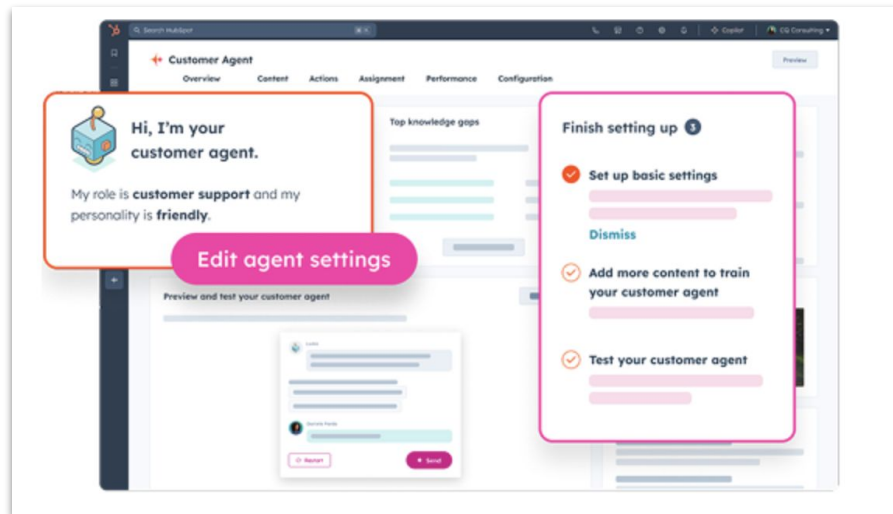 Search HubSpot
Copilot
CQ Consulting
Customer Agent
Preview
Overview Content Actions Assignment Performance Configuration
Hi, I'm your
customer agent.
My role is customer support and my
personality is friendly.
Edit agent settings
Top knowledge gaps
Finish setting up 3
Set up basic settings
Dismiss
Add more content to train
your customer agent
Test your customer agent
Preview and test your customer agent
Restart
Send